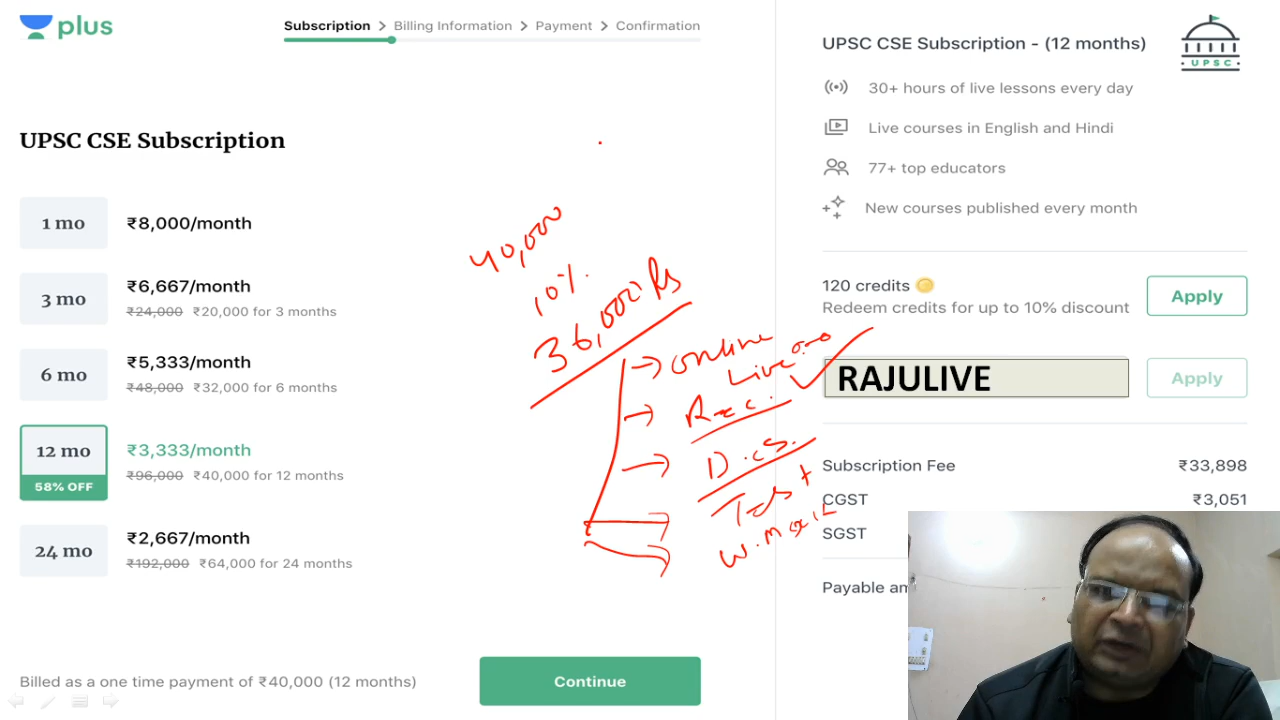 plus
Subscription > Billing Information > Payment > Confirmation
UPSC CSE Subscription
1 mo ₹8,000/month
3 mo ₹6,667/month
₹24,000 ₹20,000 for 3 months
6 mo ₹5,333/month
₹48,000 ₹32,000 for 6 months
12 mo ₹3,333/month
58% OFF ₹96,000 ₹40,000 for 12 months
24 mo ₹2,667/month
₹192,000 ₹64,000 for 24 months
Billed as a one time payment of ₹40,000 (12 months)
Continue
40,000
10%
36,000 Rs
online
Live
Rec.
Test
UPSC CSE Subscription - (12 months)
UPSC
30+ hours of live lessons every day
Live courses in English and Hindi
77+ top educators
New courses published every month
120 credits
Redeem credits for up to 10% discount
Apply
RAJULIVE
Apply
Subscription Fee ₹33,898
CGST ₹3,051
SGST
Payable am